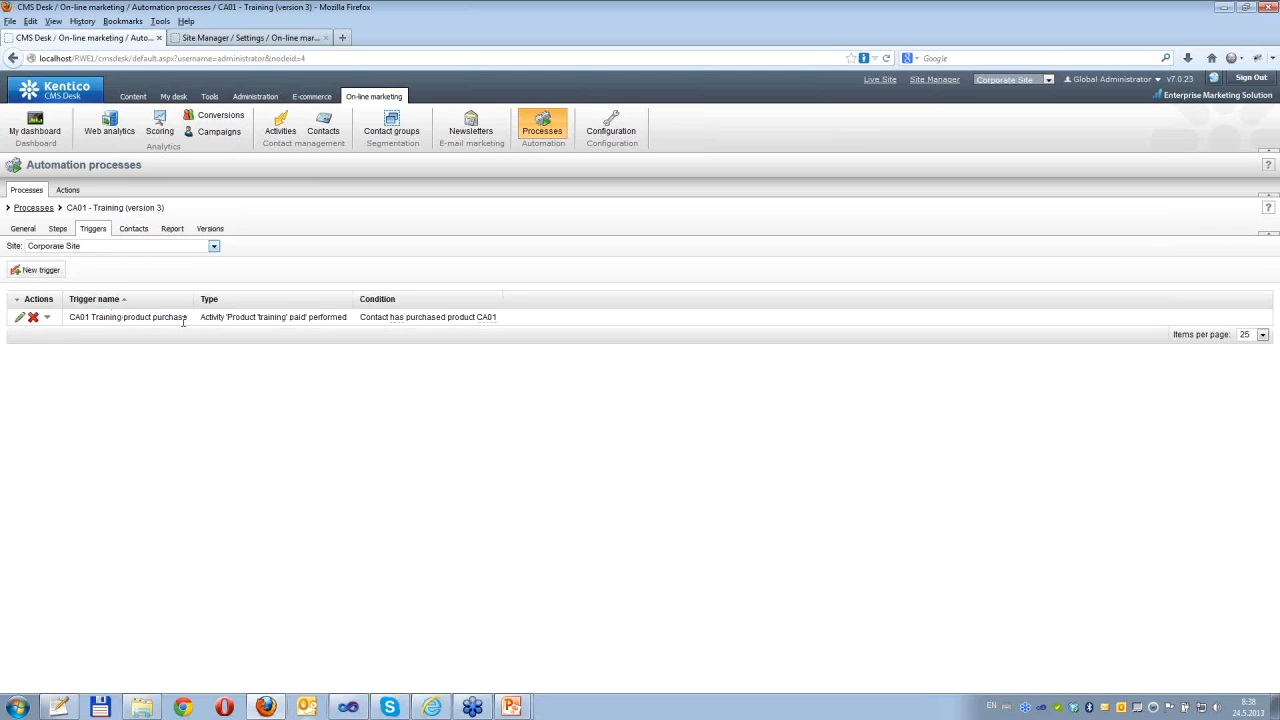 CMS Desk / On-line marketing / Automation processes / CA01 - Training (version 3) - Mozilla Firefox
File Edit View History Bookmarks Tools Help
CMS Desk / On-line marketing / Auto... × Site Manager / Settings / On-line mar... × +
localhost/RWE1/cmsdesk/default.aspx?username=administrator&nodeid=4 Google
Live Site Site Manager Corporate Site Global Administrator v7.0.23 Sign Out
Kentico CMS Desk
Content My desk Tools Administration E-commerce On-line marketing
Enterprise Marketing Solution
My dashboard Web analytics Scoring Conversions Campaigns Activities Contacts Contact groups Newsletters Processes Configuration
Dashboard Analytics Contact management Segmentation E-mail marketing Automation Configuration
Automation processes ?
Processes Actions
Processes > CA01 - Training (version 3) ?
General Steps Triggers Contacts Report Versions
Site: Corporate Site
New trigger
Actions Trigger name Type Condition
CA01 Training-product purchase Activity 'Product 'training' paid' performed Contact has purchased product CA01
Items per page: 25
EN 8:38
24.5.2013